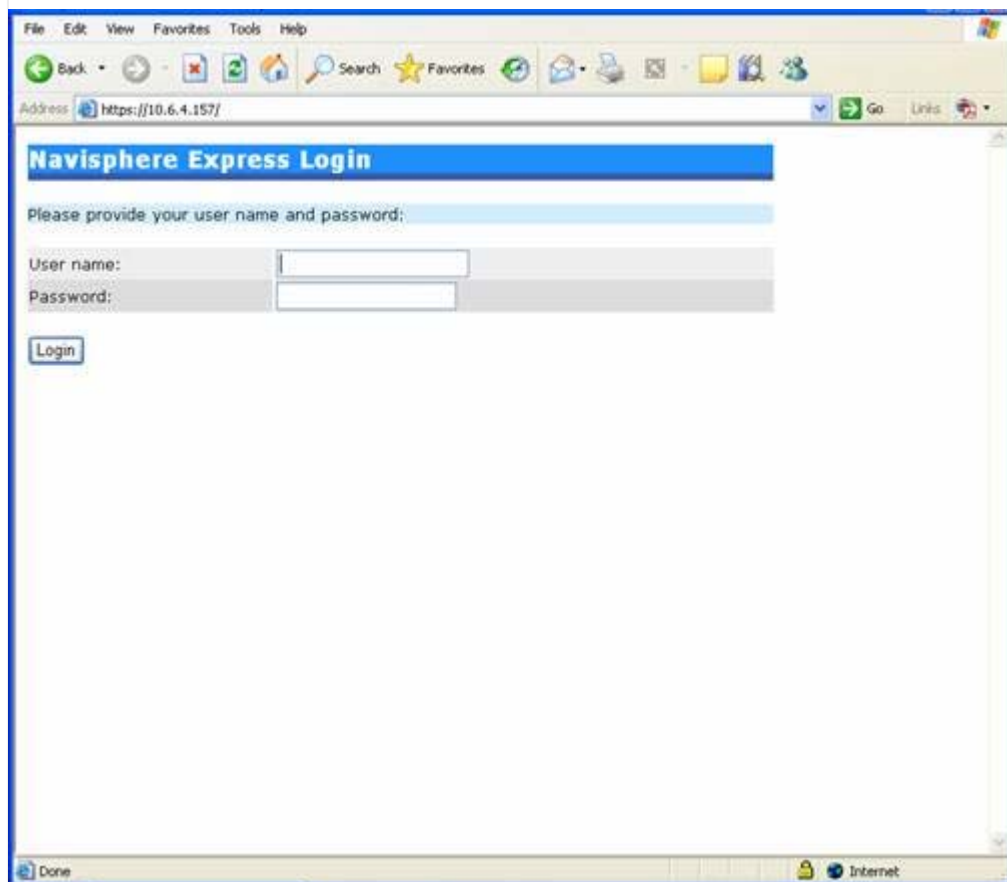 File Edit View Favorites Tools Help
Back Search Favorites
Address https://10.6.4.157/ Go Links
Navisphere Express Login
Please provide your user name and password:
User name:
Password:
Login
Done Internet